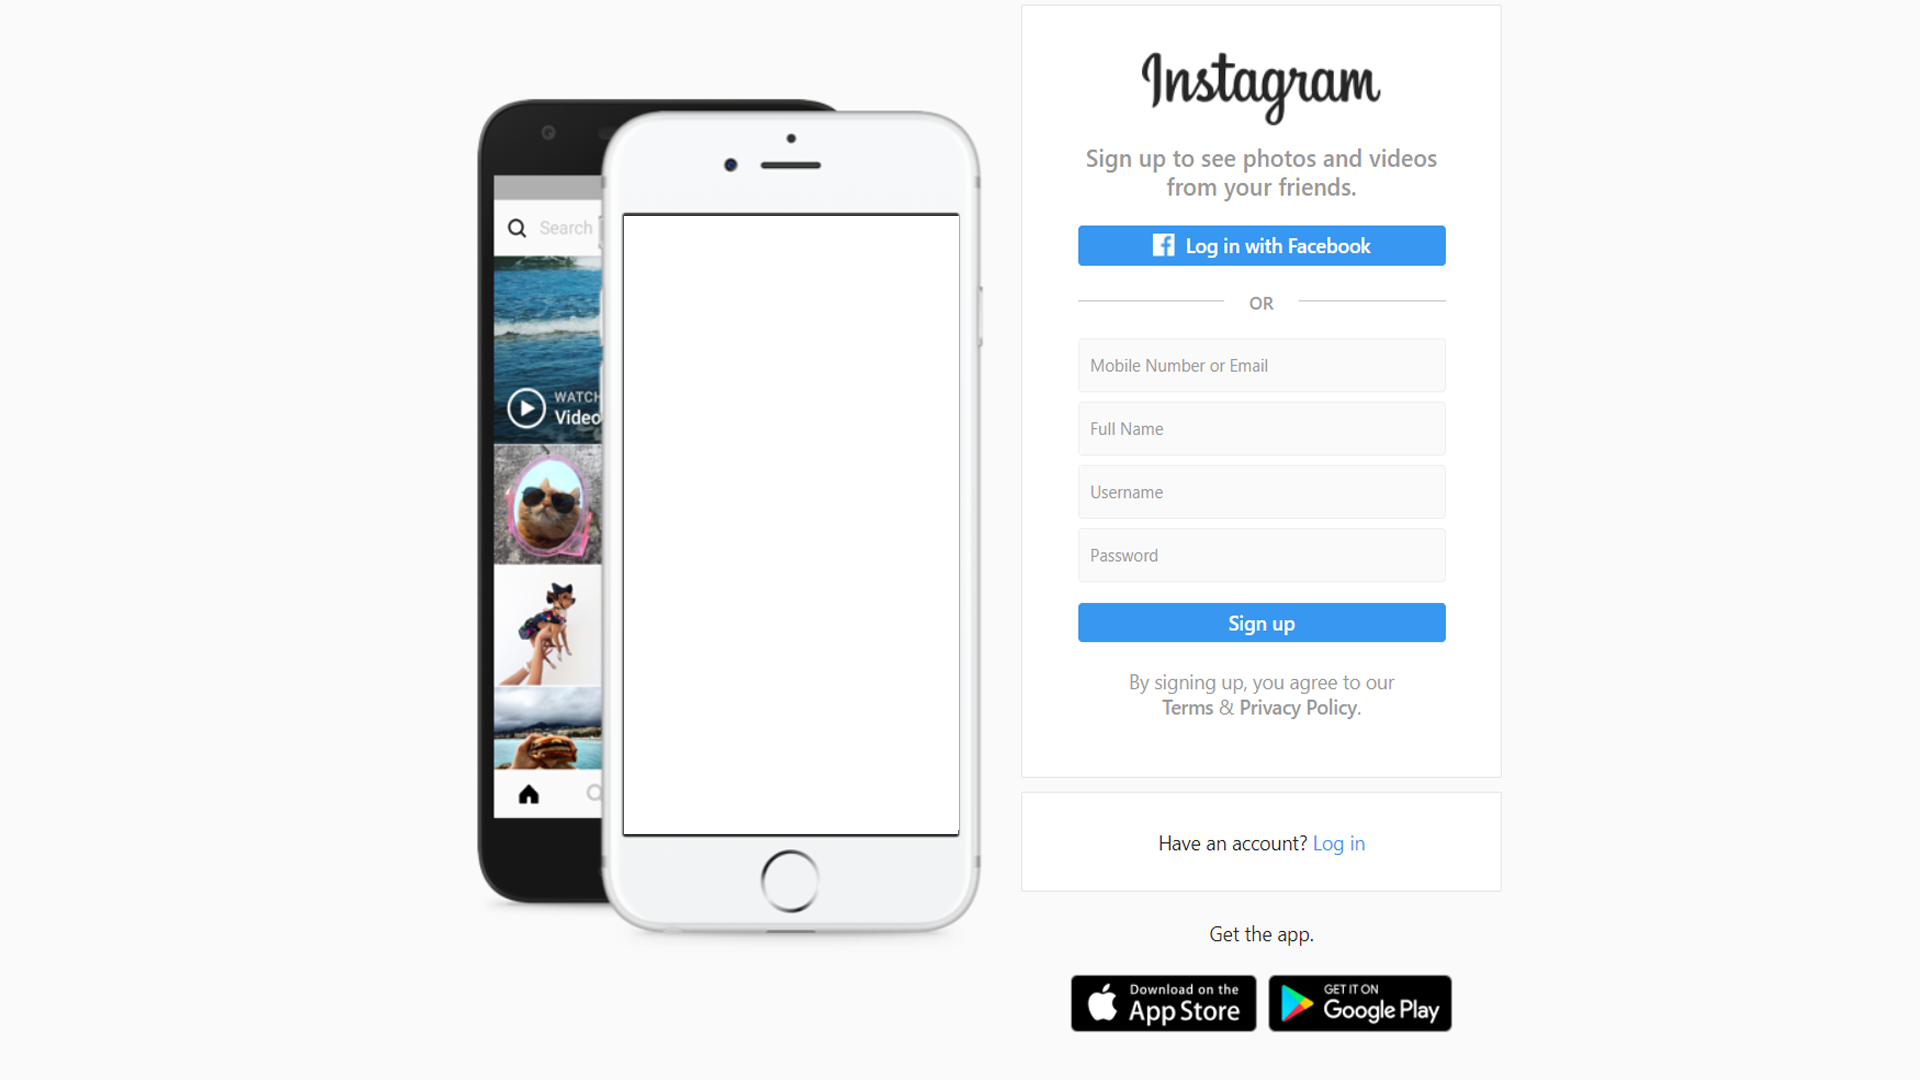 Search
WATCH
Video
Instagram
Sign up to see photos and videos
from your friends.
Log in with Facebook
OR
Mobile Number or Email
Full Name
Username
Password
Sign up
By signing up, you agree to our
Terms & Privacy Policy.
Have an account? Log in
Get the app.
Download on the
App Store
GET IT ON
Google Play